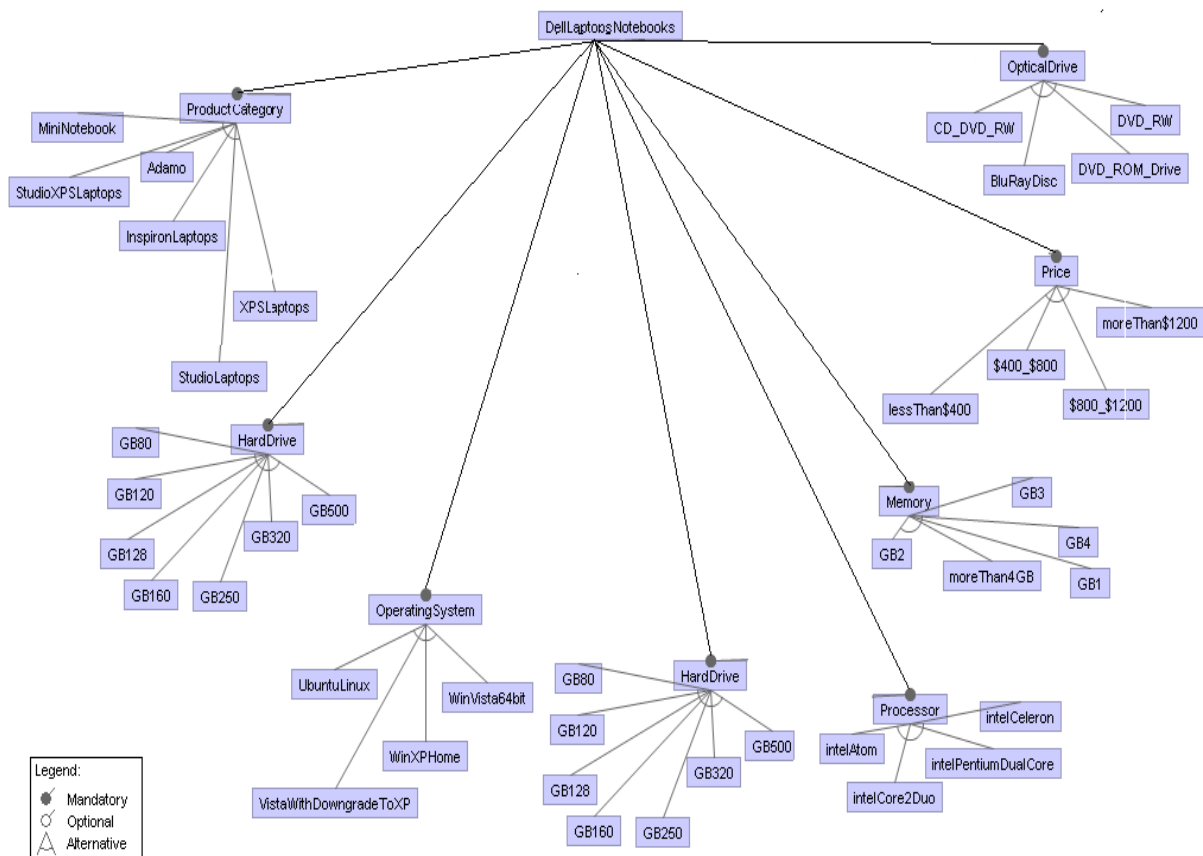 DellLaptopsNotebooks
OpticalDrive
ProductCategory
MiniNotebook
CD_DVD_RW
DVD_RW
Adamo
DVD_ROM_Drive
StudioXPSLaptops
BluRayDisc
InspironLaptops
Price
XPSLaptops
moreThan$1200
StudioLaptops
$400_$800
lessThan$400
$800_$1200
HardDrive
GB80
GB120
GB500
GB320
GB128
GB160
GB250
Memory
GB3
GB2
GB4
moreThan4GB
GB1
OperatingSystem
UbuntuLinux
WinVista64bit
WinXPHome
VistaWithDowngradeToXP
HardDrive
GB80
GB120
GB500
GB320
GB128
GB160
GB250
Processor
intelCeleron
intelAtom
intelPentiumDualCore
intelCore2Duo
Legend:
Mandatory
Optional
Alternative